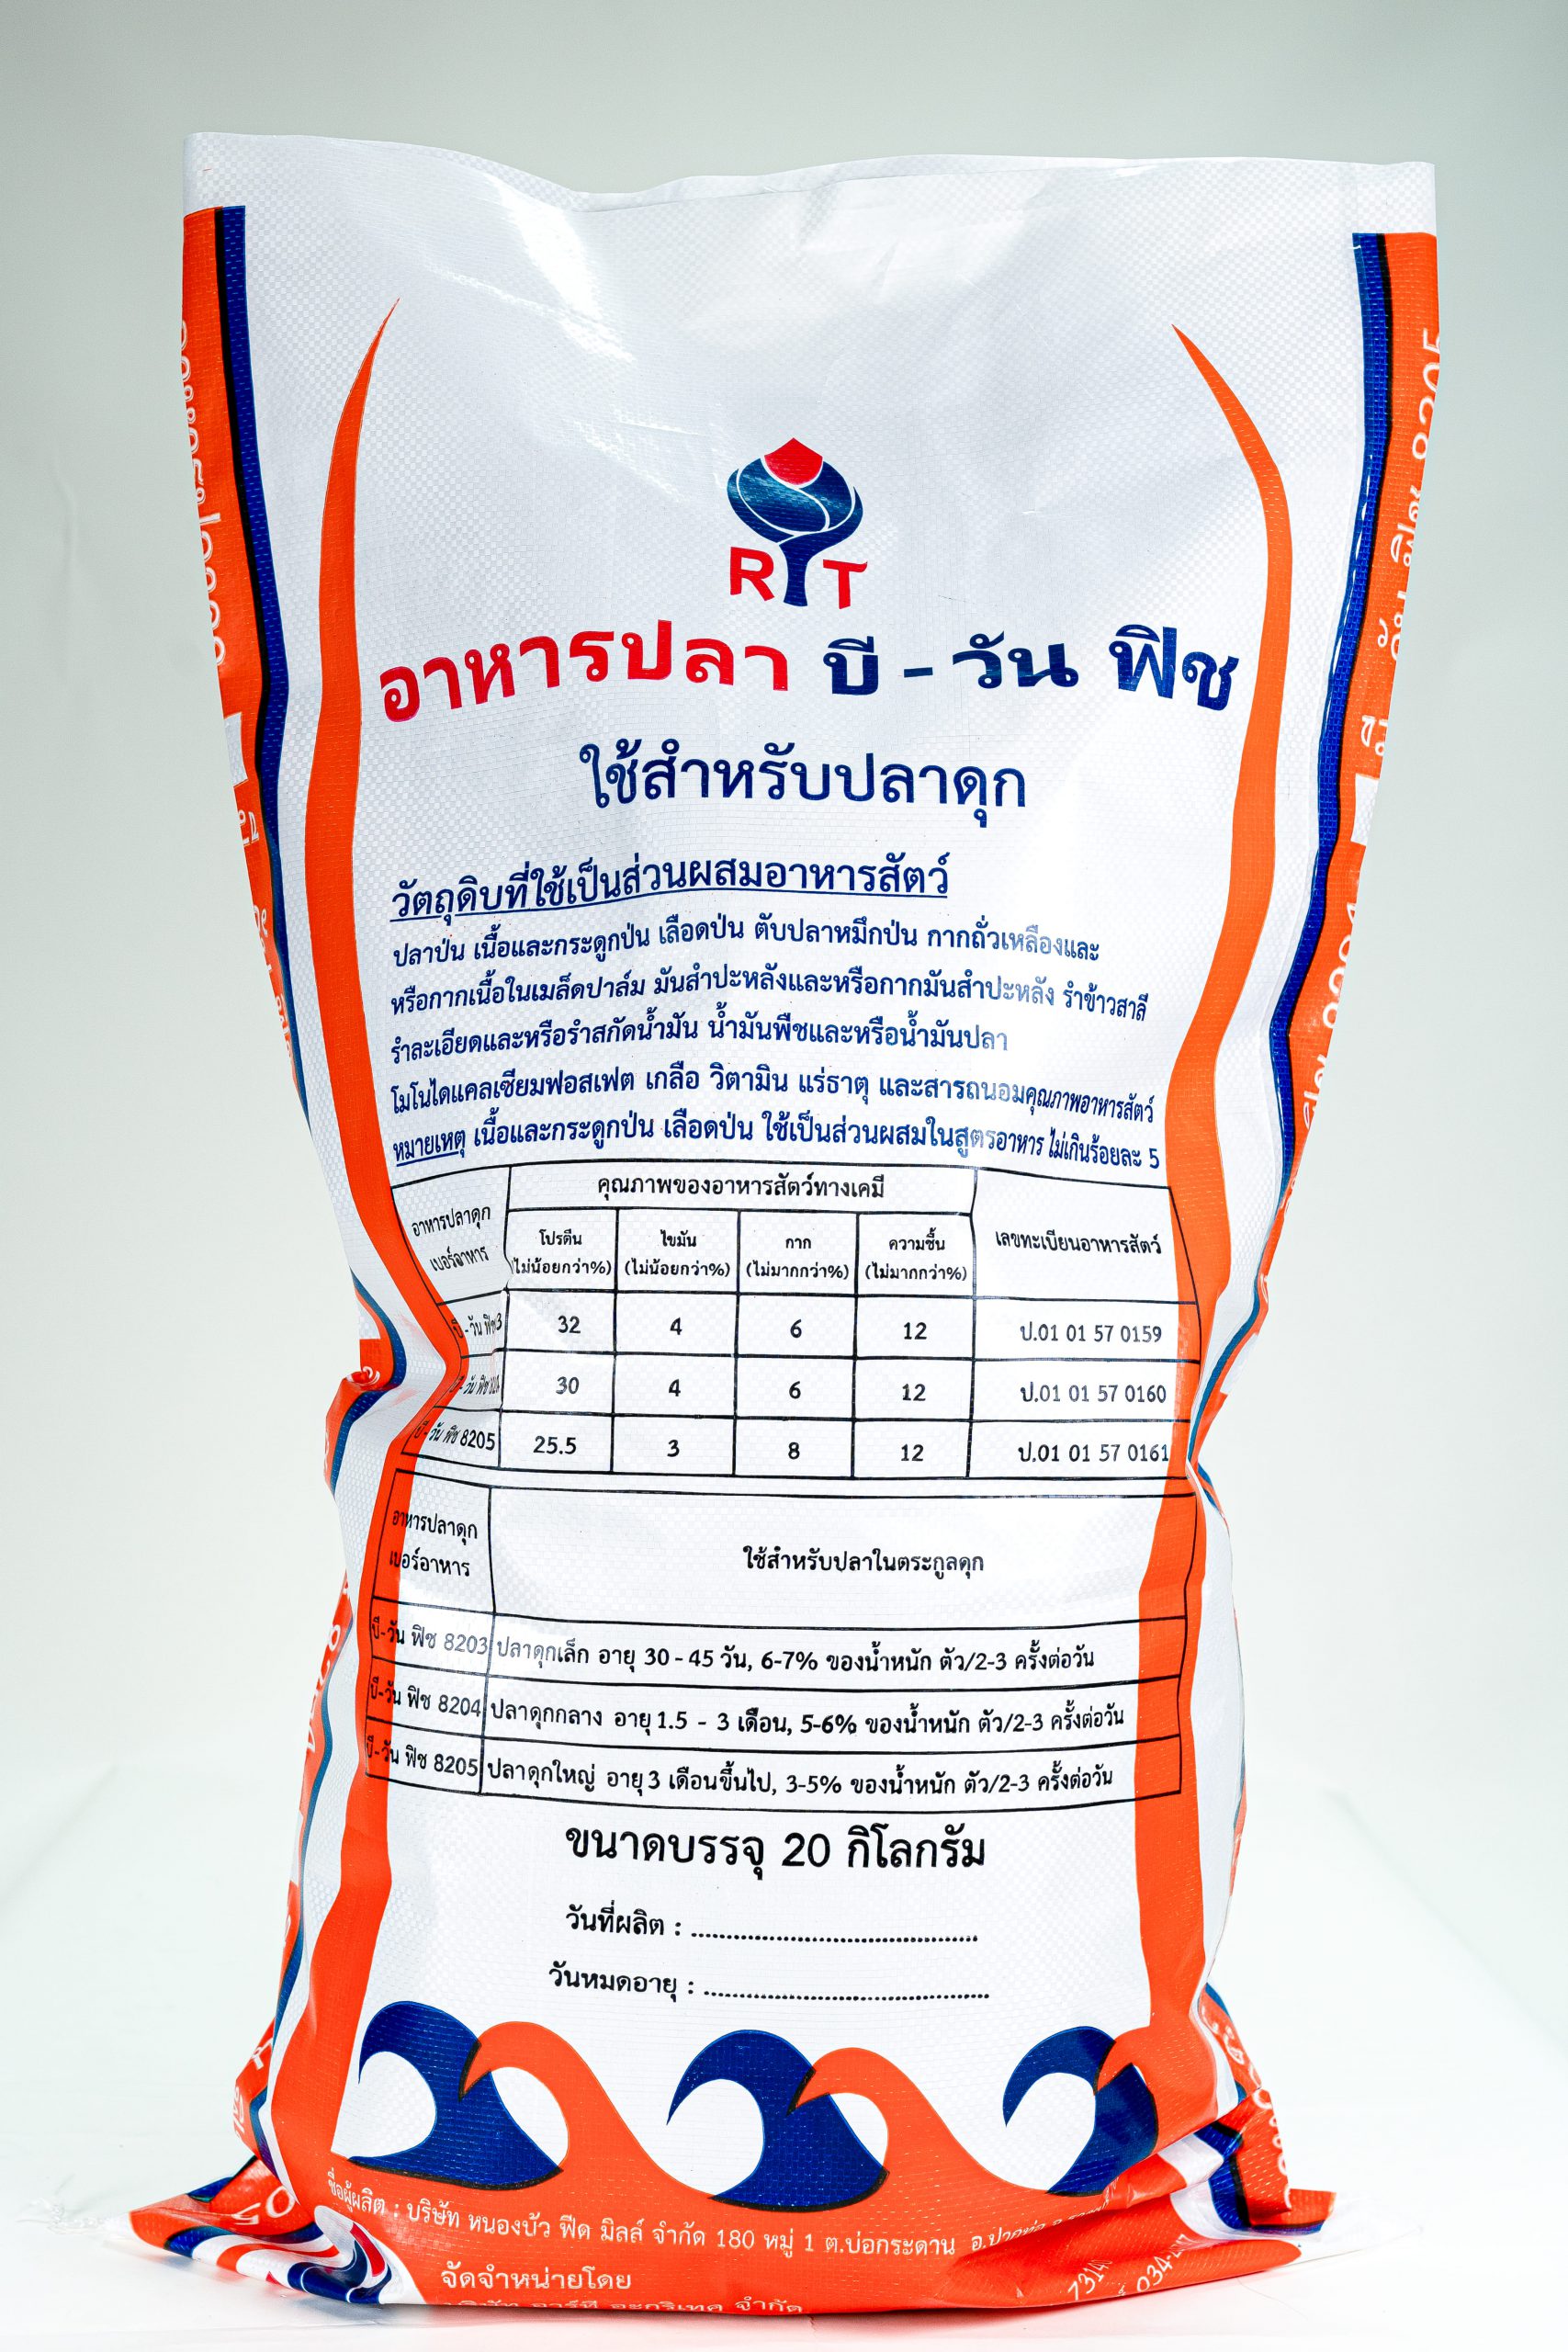 R T
อาหารปลา บี - วัน ฟิช
ใช้สำหรับปลาดุก
วัตถุดิบที่ใช้เป็นส่วนผสมอาหารสัตว์
ปลาป่น เนื้อและกระดูกป่น เลือดป่น ตับปลาหมึกป่น กากถั่วเหลืองและ
หรือกากเนื้อในเมล็ดปาล์ม มันสำปะหลังและหรือกากมันสำปะหลัง รำข้าวสาลี
รำละเอียดและหรือรำสกัดน้ำมัน น้ำมันพืชและหรือน้ำมันปลา
โมโนไดแคลเซียมฟอสเฟต เกลือ วิตามิน แร่ธาตุ และสารถนอมคุณภาพอาหารสัตว์
หมายเหตุ เนื้อและกระดูกป่น เลือดป่น ใช้เป็นส่วนผสมในสูตรอาหาร ไม่เกินร้อยละ 5
อาหารปลาดุก
เบอร์อาหาร
คุณภาพของอาหารสัตว์ทางเคมี
เลขทะเบียนอาหารสัตว์
โปรตีน ไขมัน กาก ความชื้น
(ไม่น้อยกว่า%) (ไม่น้อยกว่า%) (ไม่มากกว่า%) (ไม่มากกว่า%)
บี-วัน ฟิช 32 4 6 12 ป.01 01 57 0159
บี-วัน ฟิช 30 4 6 12 ป.01 01 57 0160
บี-วัน ฟิช 8205 25.5 3 8 12 ป.01 01 57 0161
อาหารปลาดุก
เบอร์อาหาร
ใช้สำหรับปลาในตระกูลดุก
บี-วัน ฟิช 8203 ปลาดุกเล็ก อายุ 30 - 45 วัน, 6-7% ของน้ำหนัก ตัว/2-3 ครั้งต่อวัน
บี-วัน ฟิช 8204 ปลาดุกกลาง อายุ 1.5 - 3 เดือน, 5-6% ของน้ำหนัก ตัว/2-3 ครั้งต่อวัน
บี-วัน ฟิช 8205 ปลาดุกใหญ่ อายุ 3 เดือนขึ้นไป, 3-5% ของน้ำหนัก ตัว/2-3 ครั้งต่อวัน
ขนาดบรรจุ 20 กิโลกรัม
วันที่ผลิต : ........................................
วันหมดอายุ : ........................................
ชื่อผู้ผลิต : บริษัท หนองบัว ฟีด มิลล์ จำกัด 180 หมู่ 1 ต.บ่อกระดาน
จัดจำหน่ายโดย